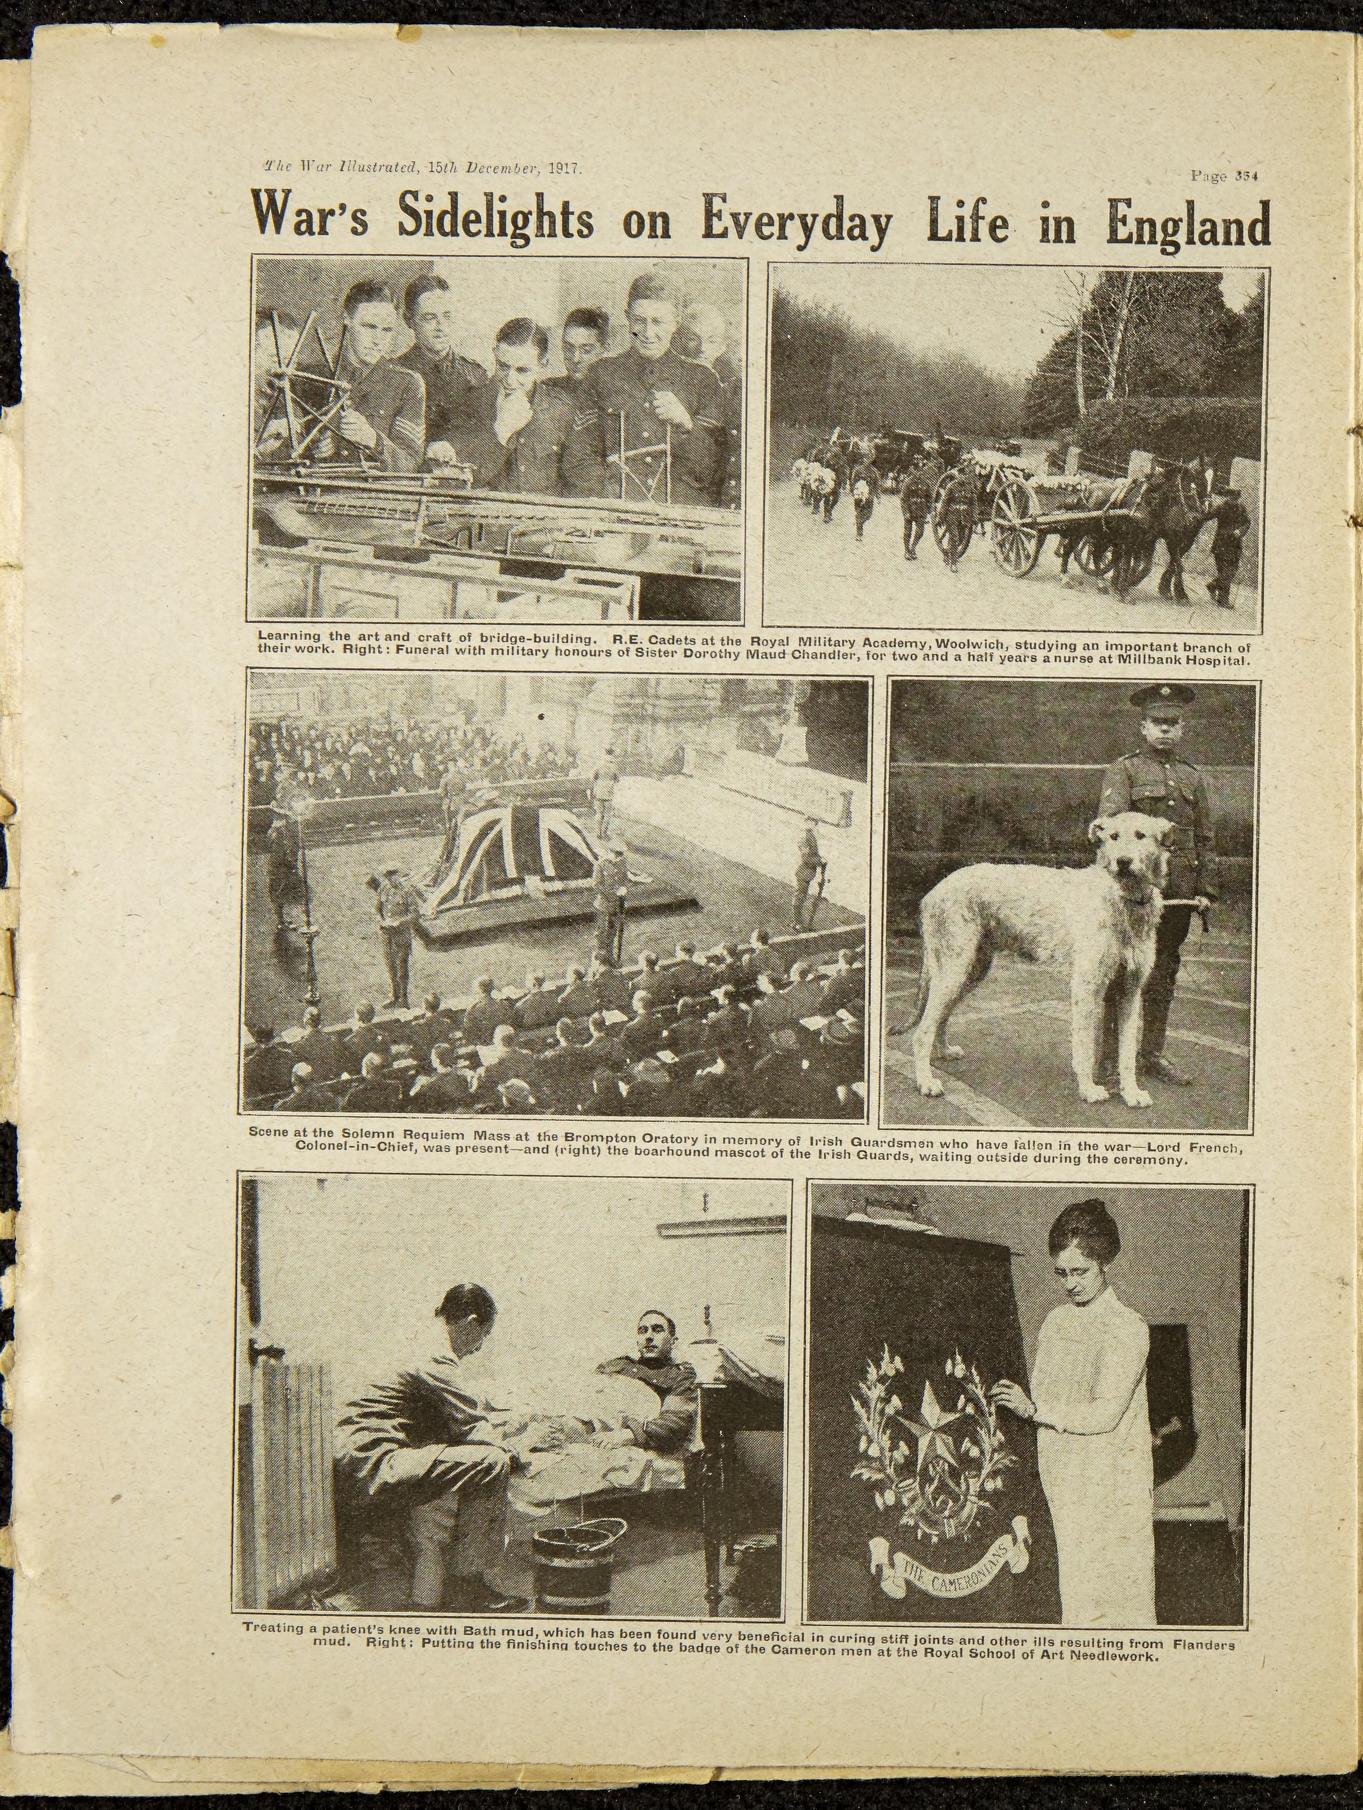 The War Illustrated, 15th December, 1917.
Page 354
War's Sidelights on Everyday Life in England
Learning the art and craft of bridge-building. R.E. Cadets at the Royal Military Academy, Woolwich, studying an important branch of
their work. Right: Funeral with military honours of Sister Dorothy Maud Chandler, for two and a half years a nurse at Millbank Hospital.
Scene at the Solemn Requiem Mass at the Brompton Oratory in memory of Irish Guardsmen who have fallen in the war—Lord French,
Colonel-in-Chief, was present—and (right) the boarhound mascot of the Irish Guards, waiting outside during the ceremony.
THE CAMERONIANS
Treating a patient's knee with Bath mud, which has been found very beneficial in curing stiff joints and other ills resulting from Flanders
mud. Right: Putting the finishing touches to the badge of the Cameron men at the Royal School of Art Needlework.